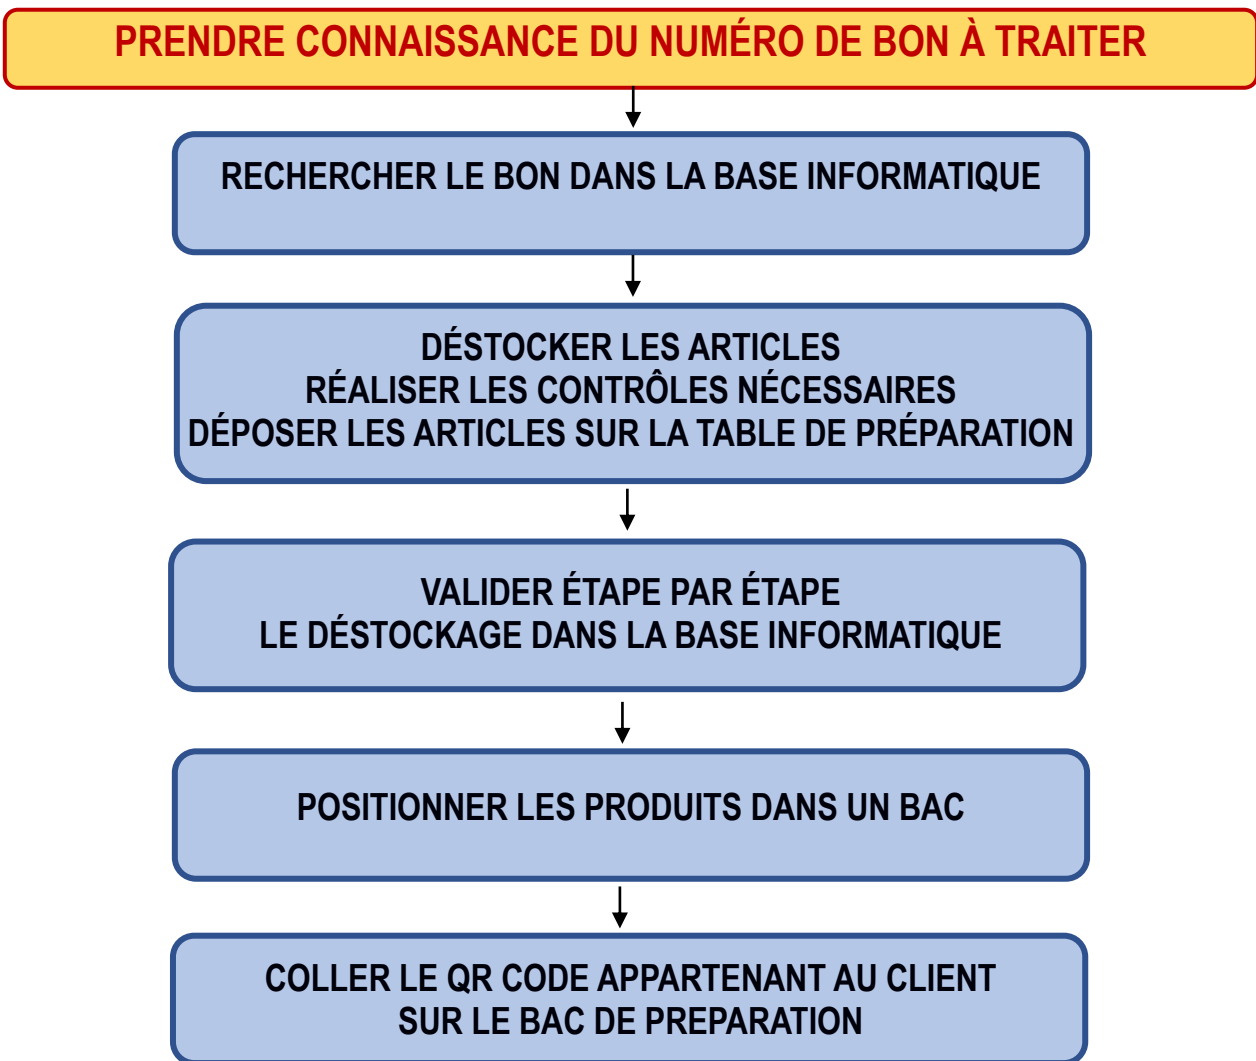 PRENDRE CONNAISSANCE DU NUMÉRO DE BON À TRAITER
RECHERCHER LE BON DANS LA BASE INFORMATIQUE
DÉSTOCKER LES ARTICLES
RÉALISER LES CONTRÔLES NÉCESSAIRES
DÉPOSER LES ARTICLES SUR LA TABLE DE PRÉPARATION
VALIDER ÉTAPE PAR ÉTAPE
LE DÉSTOCKAGE DANS LA BASE INFORMATIQUE
POSITIONNER LES PRODUITS DANS UN BAC
COLLER LE QR CODE APPARTENANT AU CLIENT
SUR LE BAC DE PREPARATION